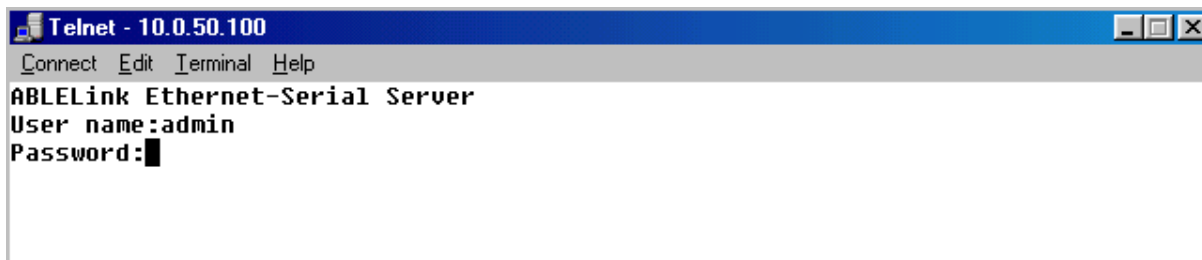 Telnet - 10.0.50.100
Connect Edit Terminal Help
ABLELink Ethernet-Serial Server
User name:admin
Password: